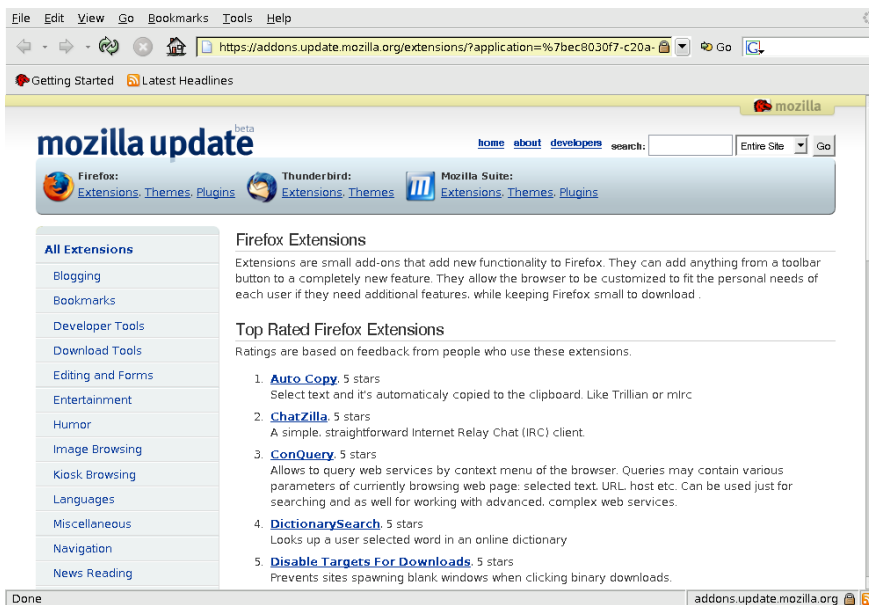 File Edit View Go Bookmarks Tools Help
https://addons.update.mozilla.org/extensions/?application=%7bec8030f7-c20a- Go G
Getting Started Latest Headlines
mozilla
mozilla update beta
home about developers search: Entire Site Go
Firefox:
Extensions, Themes, Plugins
Thunderbird:
Extensions, Themes
Mozilla Suite:
Extensions, Themes, Plugins
All Extensions
Blogging
Bookmarks
Developer Tools
Download Tools
Editing and Forms
Entertainment
Humor
Image Browsing
Kiosk Browsing
Languages
Miscellaneous
Navigation
News Reading
Firefox Extensions
Extensions are small add-ons that add new functionality to Firefox. They can add anything from a toolbar
button to a completely new feature. They allow the browser to be customized to fit the personal needs of
each user if they need additional features, while keeping Firefox small to download .
Top Rated Firefox Extensions
Ratings are based on feedback from people who use these extensions.
1. Auto Copy, 5 stars
Select text and it's automaticaly copied to the clipboard. Like Trillian or mIrc
2. ChatZilla, 5 stars
A simple, straightforward Internet Relay Chat (IRC) client.
3. ConQuery, 5 stars
Allows to query web services by context menu of the browser. Queries may contain various
parameters of currently browsing web page: selected text, URL, host etc. Can be used just for
searching and as well for working with advanced, complex web services.
4. DictionarySearch, 5 stars
Looks up a user selected word in an online dictionary
5. Disable Targets For Downloads, 5 stars
Prevents sites spawning blank windows when clicking binary downloads.
Done addons.update.mozilla.org